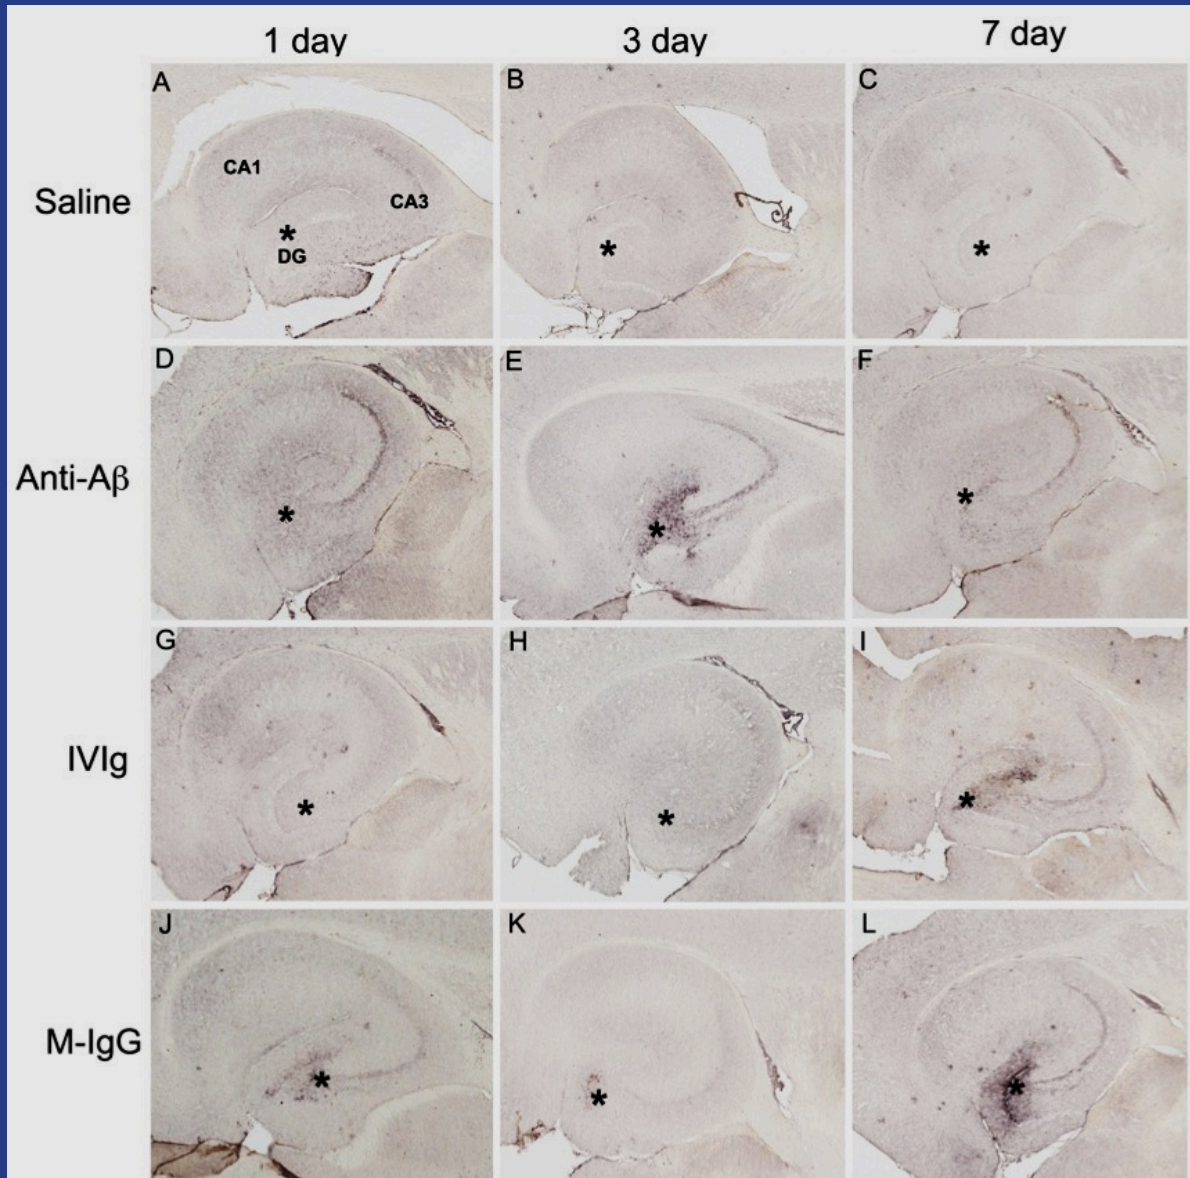 1 day 3 day 7 day
Saline
A
CA1
CA3
*
DG
B
*
C
*
Anti-Aβ
D
*
E
*
F
*
IVIg
G
*
H
*
I
*
M-IgG
J
*
K
*
L
*